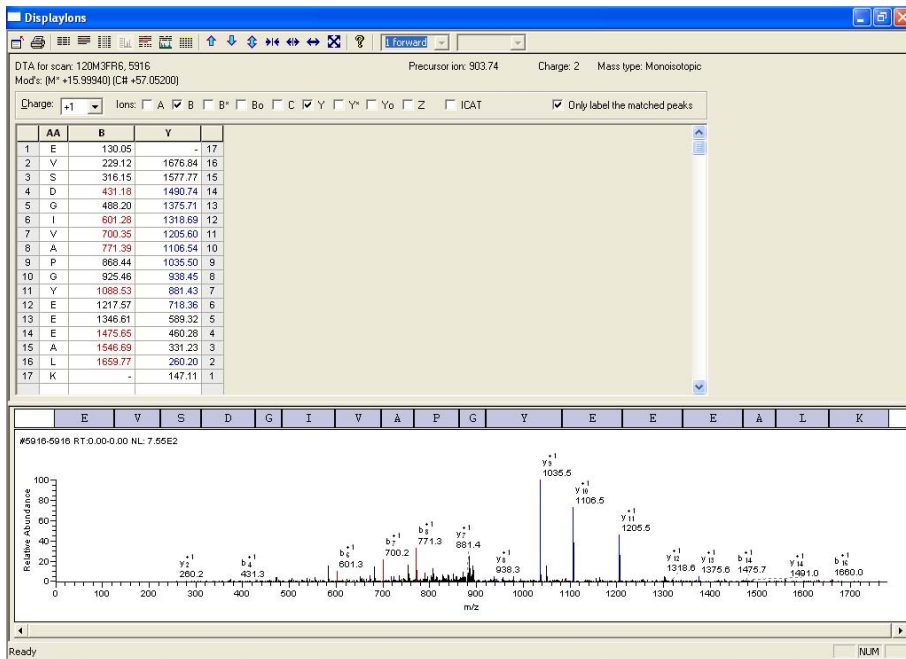 DisplayIons
1 forward
DTA for scan: 120M3FR6, 5916 Precursor ion: 903.74 Charge: 2 Mass type: Monoisotopic
Mod's: (M* +15.99940) (C# +57.05200)
Charge: +1 Ions: A B B* Bo C Y Y* Yo Z ICAT Only label the matched peaks
AA B Y
1 E 130.05 - 17
2 V 229.12 1676.84 16
3 S 316.15 1577.77 15
4 D 431.18 1490.74 14
5 G 488.20 1375.71 13
6 I 601.28 1318.69 12
7 V 700.35 1205.60 11
8 A 771.39 1106.54 10
9 P 868.44 1035.50 9
10 G 925.46 938.45 8
11 Y 1088.53 881.43 7
12 E 1217.57 718.36 6
13 E 1346.61 589.32 5
14 E 1475.65 460.28 4
15 A 1546.69 331.23 3
16 L 1659.77 260.20 2
17 K - 147.11 1
E V S D G I V A P G Y E E E A L K
#5916-5916 RT:0.00-0.00 NL: 7.55E2
Relative Abundance
100
80
60
40
20
0
y9+1
1035.5
y10+1
1106.5
y11+1
1205.5
b8+1
771.3
y7+1
881.4
b7+1
700.2
b6+1
601.3
y2+1
260.2
b4+1
431.3
y8+1
938.3
y12+1
1318.6
y13+1
1375.6
b14+1
1475.7
y14+1
1491.0
b16+1
1660.0
0 100 200 300 400 500 600 700 800 900 1000 1100 1200 1300 1400 1500 1600 1700
m/z
Ready NUM